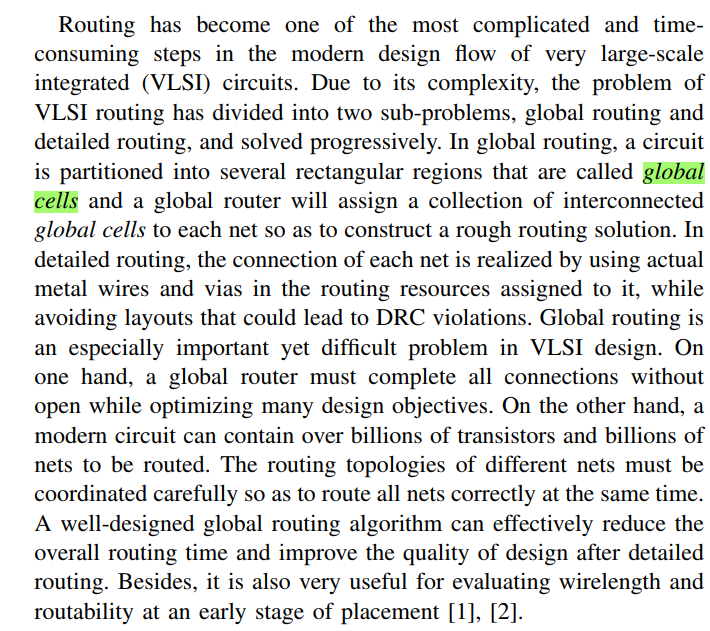 Routing has become one of the most complicated and time-
consuming steps in the modern design flow of very large-scale
integrated (VLSI) circuits. Due to its complexity, the problem of
VLSI routing has divided into two sub-problems, global routing and
detailed routing, and solved progressively. In global routing, a circuit
is partitioned into several rectangular regions that are called global
cells and a global router will assign a collection of interconnected
global cells to each net so as to construct a rough routing solution. In
detailed routing, the connection of each net is realized by using actual
metal wires and vias in the routing resources assigned to it, while
avoiding layouts that could lead to DRC violations. Global routing is
an especially important yet difficult problem in VLSI design. On
one hand, a global router must complete all connections without
open while optimizing many design objectives. On the other hand, a
modern circuit can contain over billions of transistors and billions of
nets to be routed. The routing topologies of different nets must be
coordinated carefully so as to route all nets correctly at the same time.
A well-designed global routing algorithm can effectively reduce the
overall routing time and improve the quality of design after detailed
routing. Besides, it is also very useful for evaluating wirelength and
routability at an early stage of placement [1], [2].